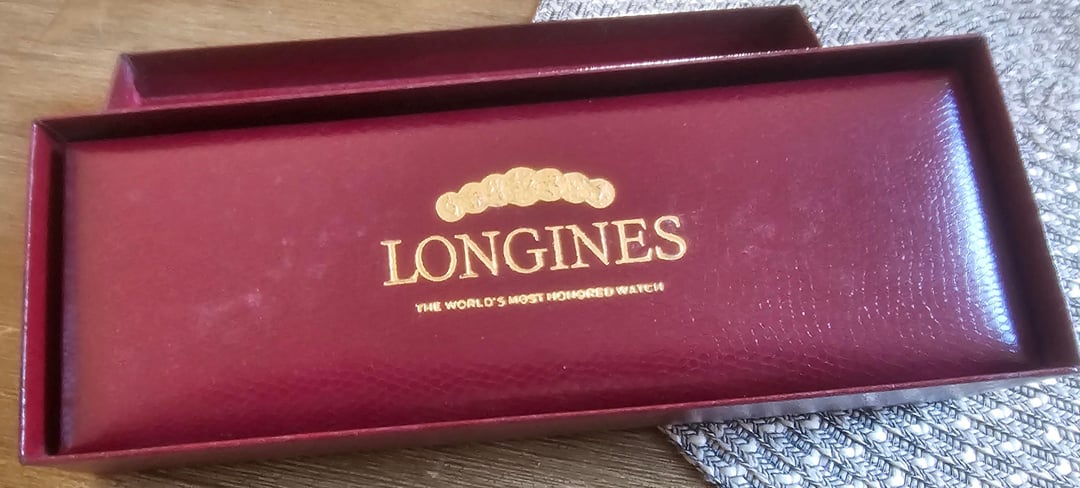 LONGINES
THE WORLD'S MOST HONORED WATCH